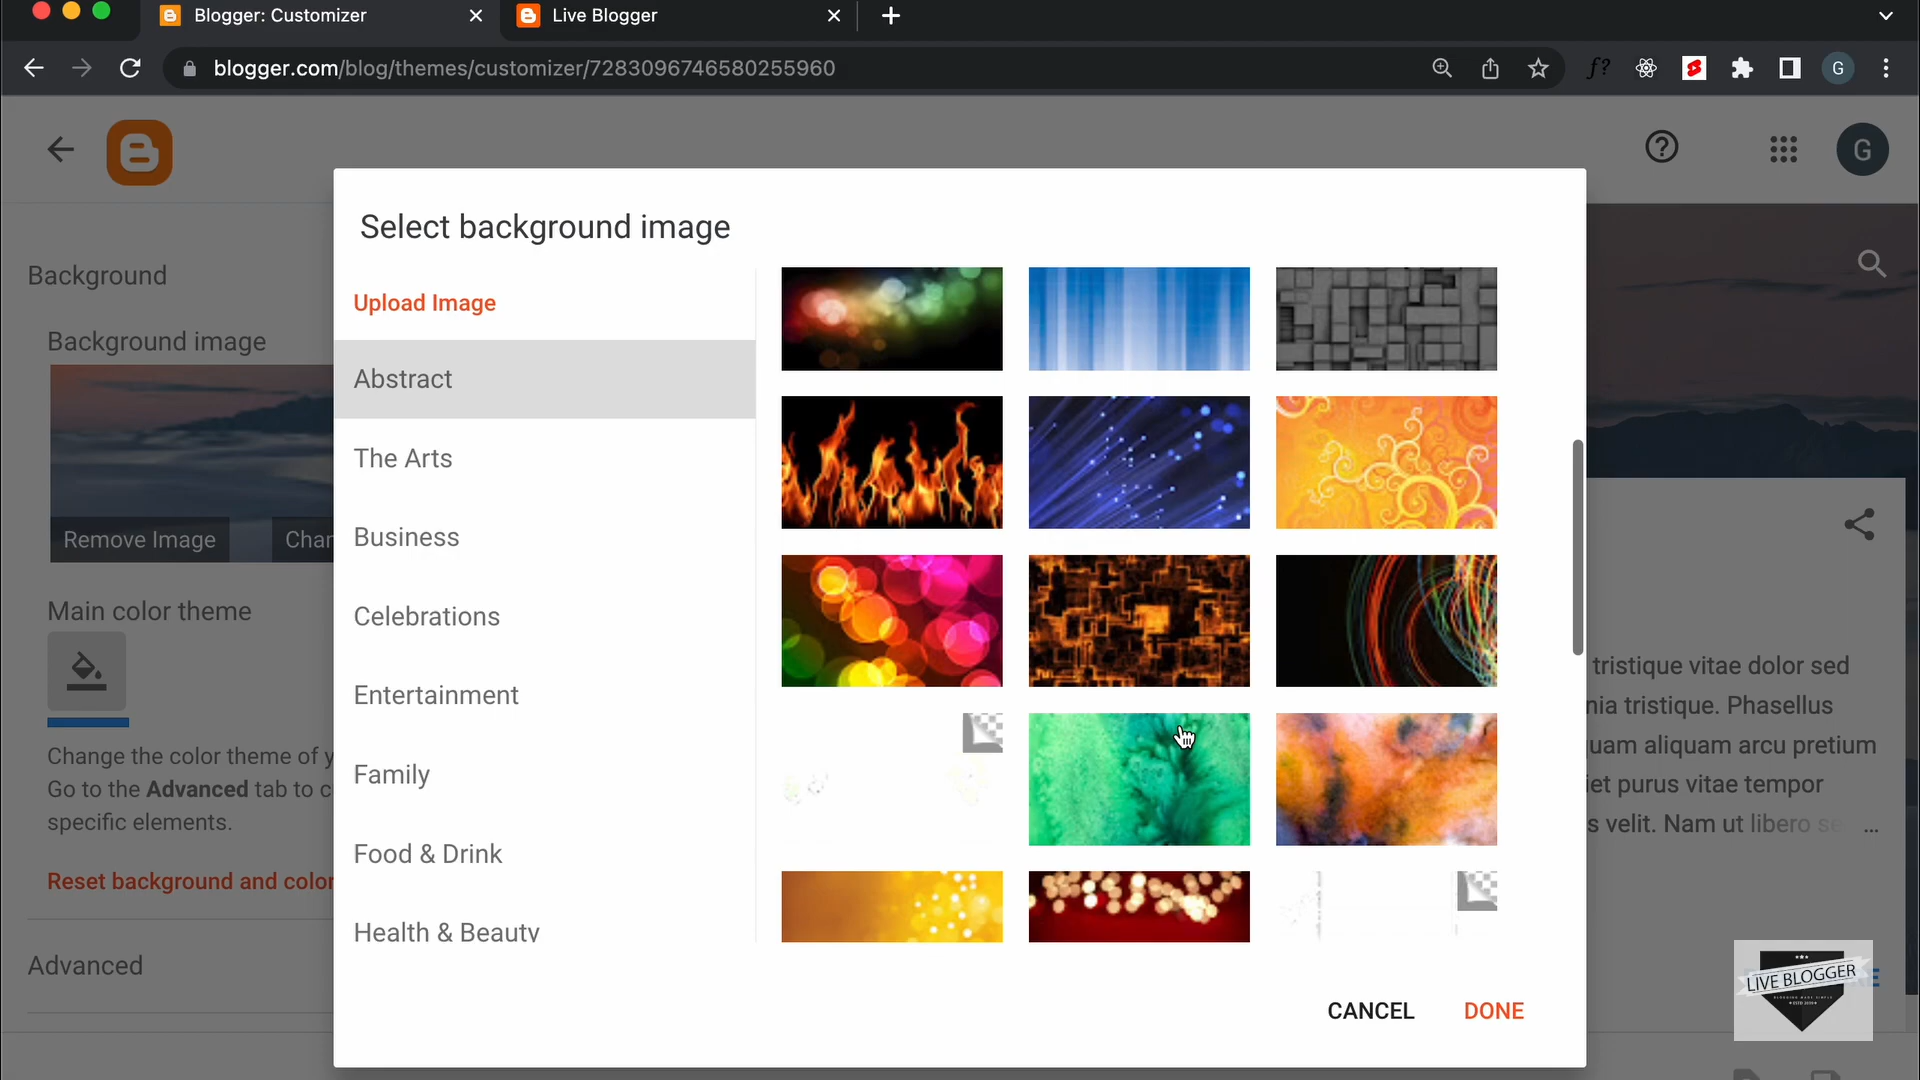 Blogger: Customizer
Live Blogger
blogger.com/blog/themes/customizer/7283096746580255960
f?
G
G
Select background image
Background
Upload Image
Background image
Abstract
The Arts
Remove Image
Chan
Business
Main color theme
Celebrations
tristique vitae dolor sed
Entertainment
nia tristique. Phasellus
uam aliquam arcu pretium
Change the color theme of y
Family
Go to the Advanced tab to c
iet purus vitae tempor
specific elements.
s velit. Nam ut libero se ...
Food & Drink
Reset background and color
Health & Beauty
Advanced
LIVE BLOGGER
CANCEL
DONE